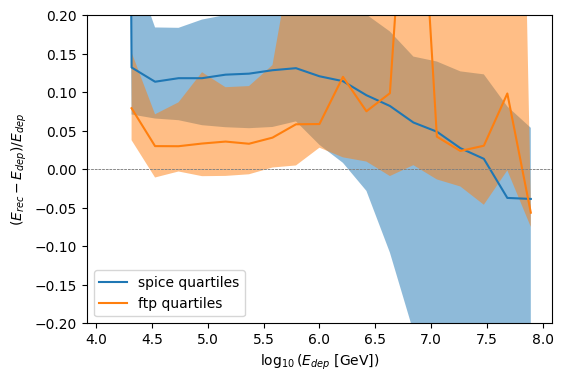 0.20
0.15
0.10
0.05
0.00
−0.05
−0.10
−0.15
−0.20
(E_rec − E_dep)/E_dep
spice quartiles
ftp quartiles
4.0 4.5 5.0 5.5 6.0 6.5 7.0 7.5 8.0
log₁₀ (E_dep [GeV])